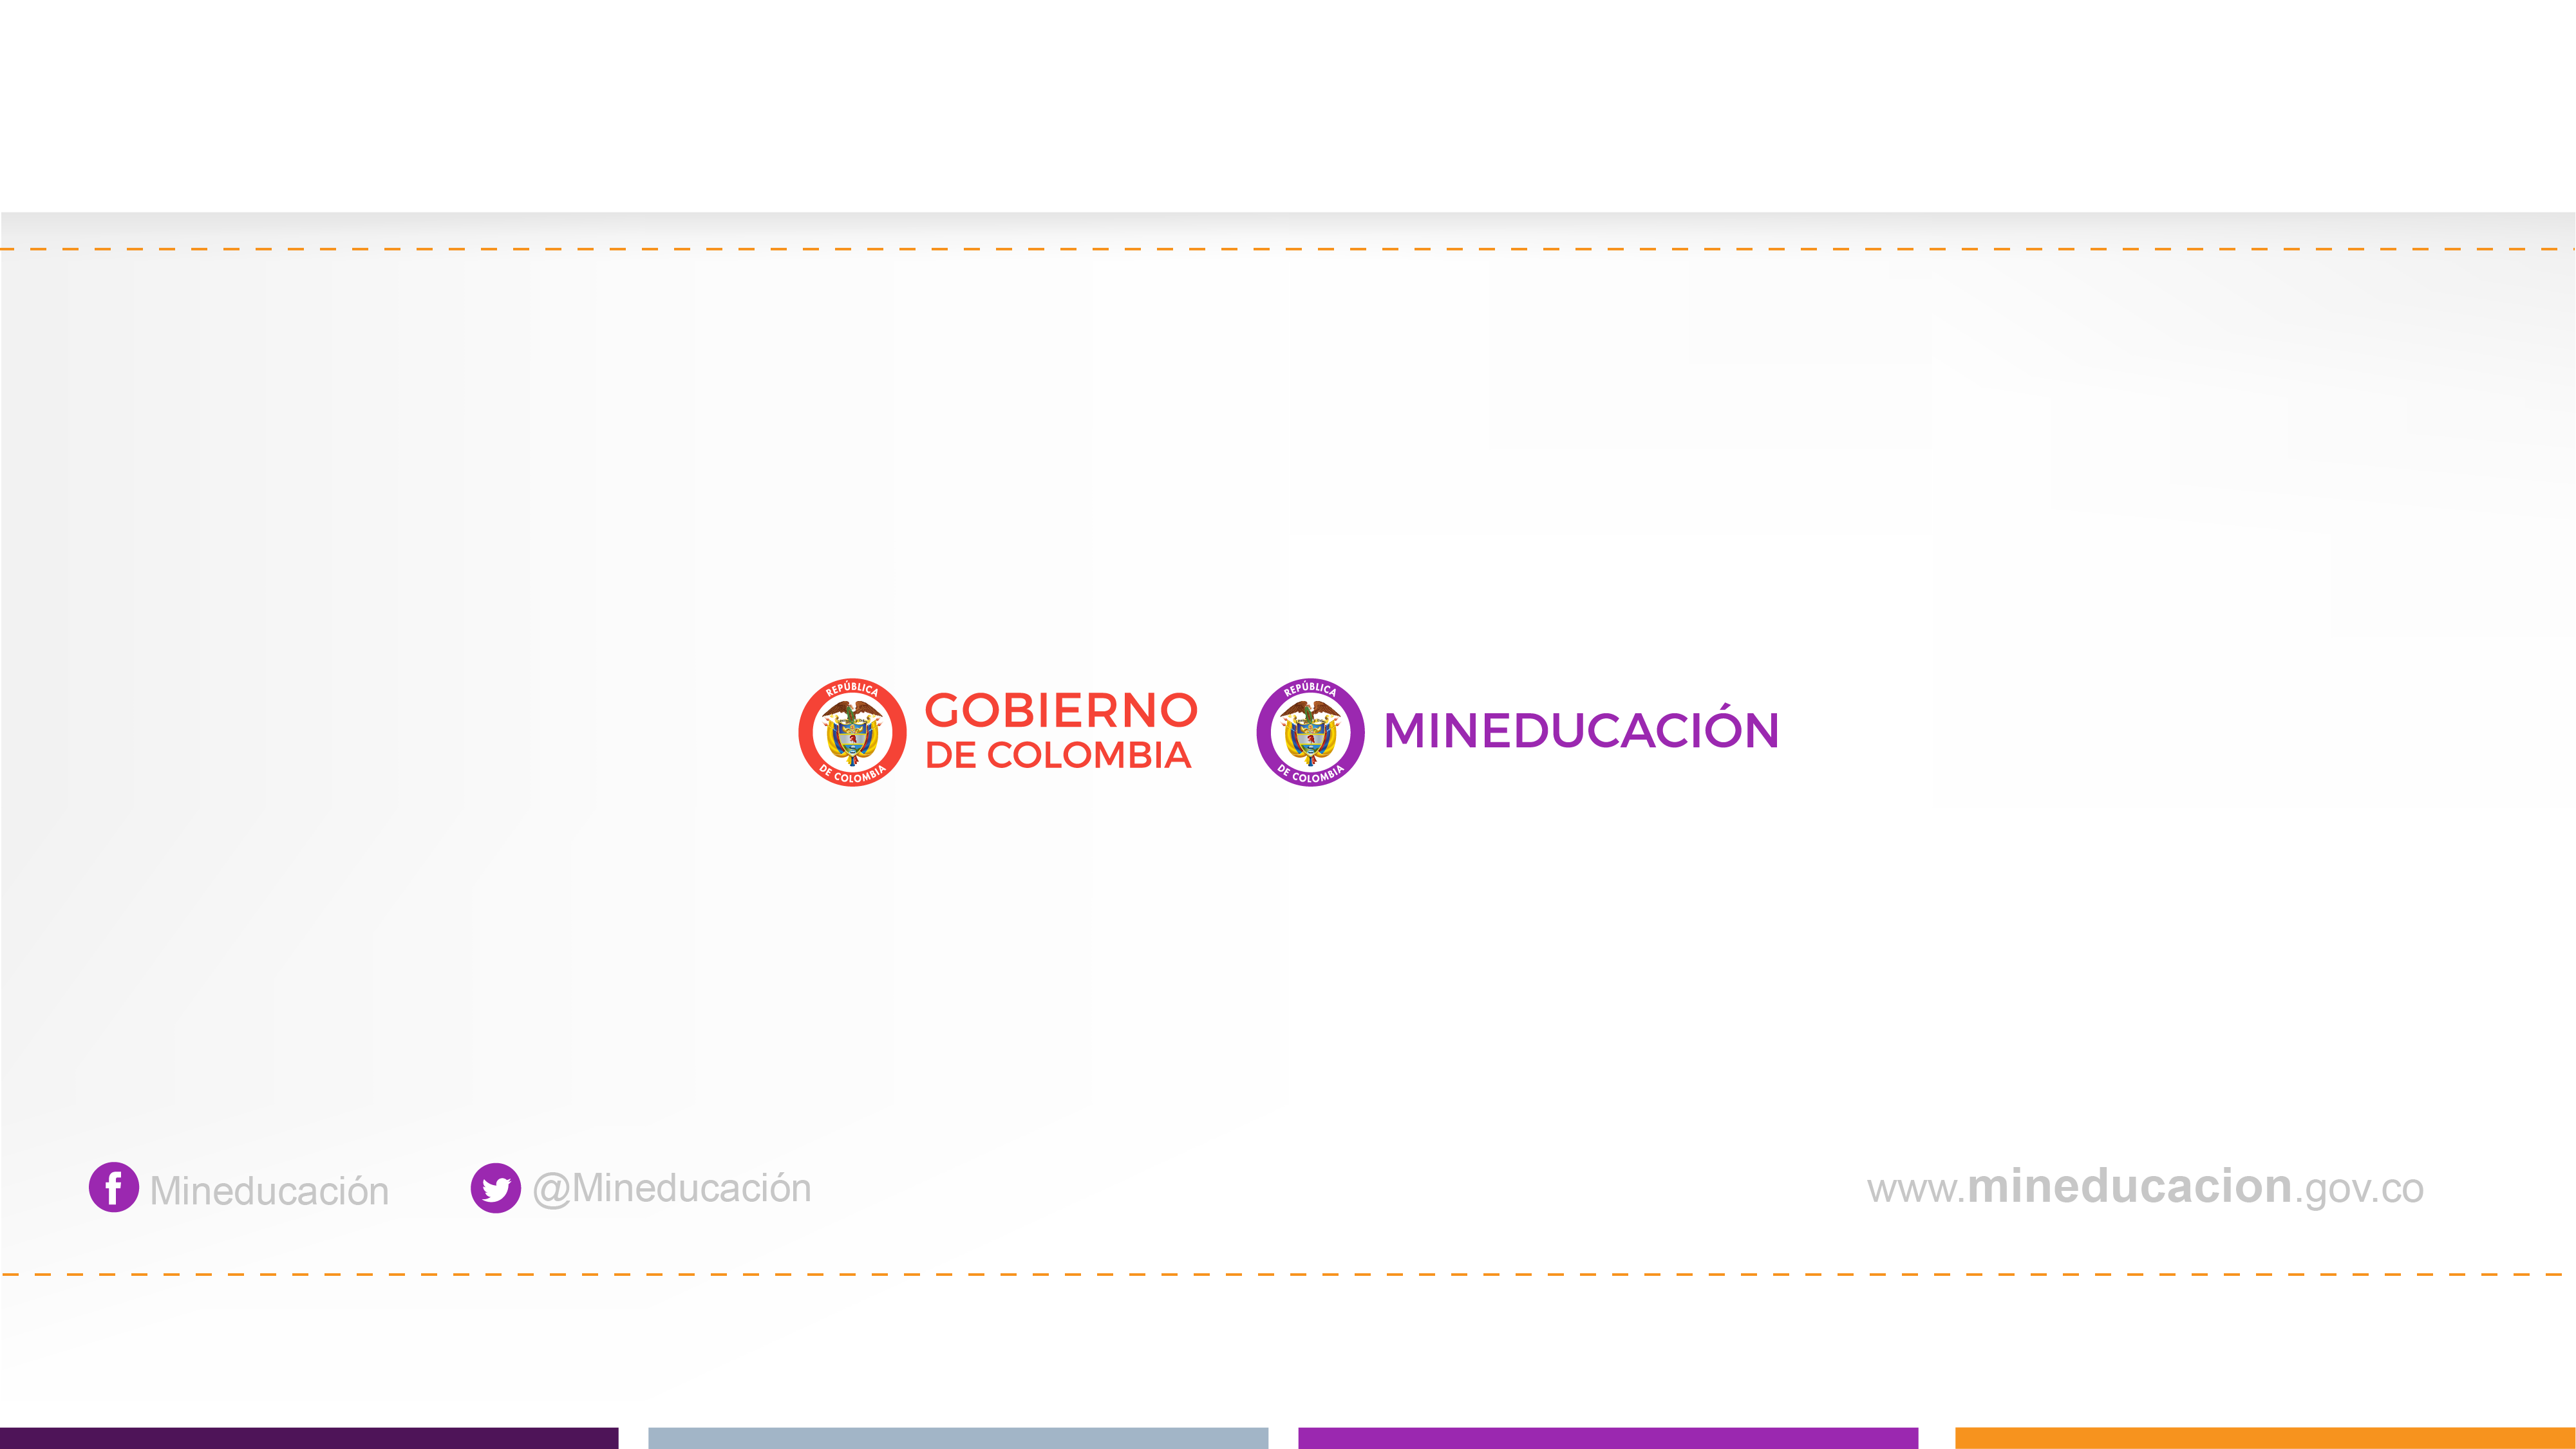 REPÚBLICA
DE COLOMBIA
GOBIERNO
DE COLOMBIA
REPÚBLICA
DE COLOMBIA
MINEDUCACIÓN
Mineducación
@Mineducación
www.mineducacion.gov.co